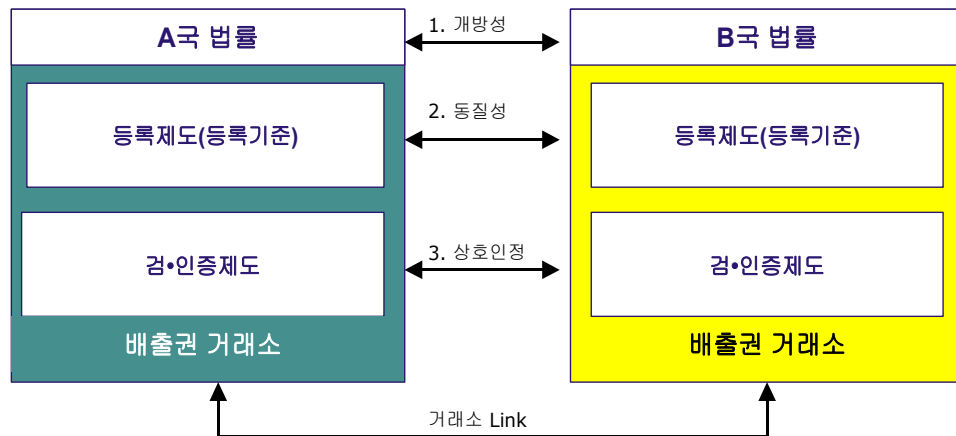 A국 법률
1. 개방성
B국 법률
등록제도(등록기준)
2. 동질성
등록제도(등록기준)
검•인증제도
3. 상호인정
검•인증제도
배출권 거래소
배출권 거래소
거래소 Link